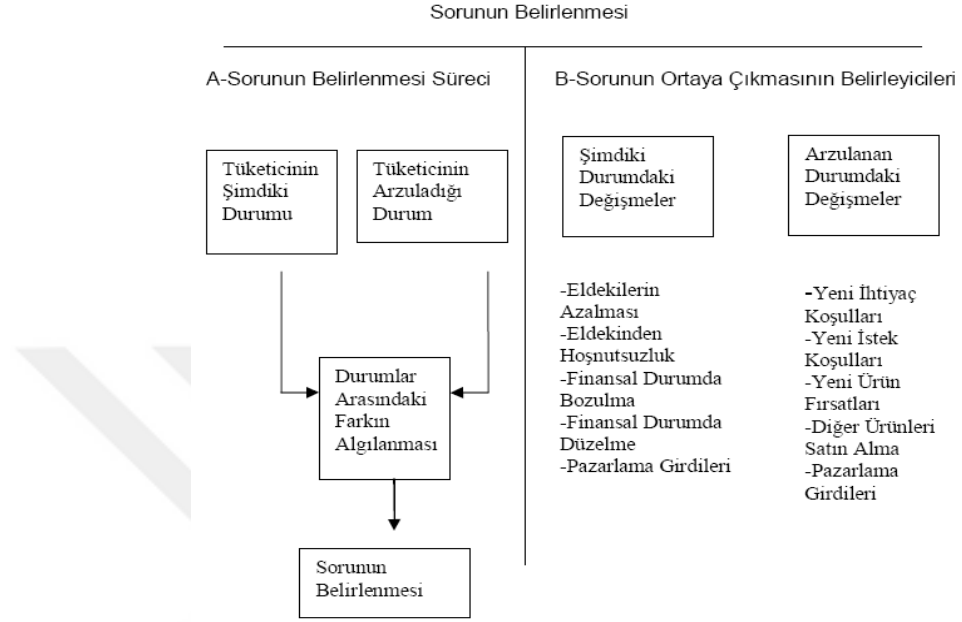 Sorunun Belirlenmesi
A-Sorunun Belirlenmesi Süreci
Tüketicinin
Şimdiki
Durumu
Tüketicinin
Arzuladığı
Durum
Durumlar
Arasındaki
Farkın
Algılanması
Sorunun
Belirlenmesi
B-Sorunun Ortaya Çıkmasının Belirleyicileri
Şimdiki
Durumdaki
Değişmeler
-Eldekilerin
Azalması
-Eldekinden
Hoşnutsuzluk
-Finansal Durumda
Bozulma
-Finansal Durumda
Düzelme
-Pazarlama Girdileri
Arzulanan
Durumdaki
Değişmeler
-Yeni İhtiyaç
Koşulları
-Yeni İstek
Koşulları
-Yeni Ürün
Fırsatları
-Diğer Ürünleri
Satın Alma
-Pazarlama
Girdileri